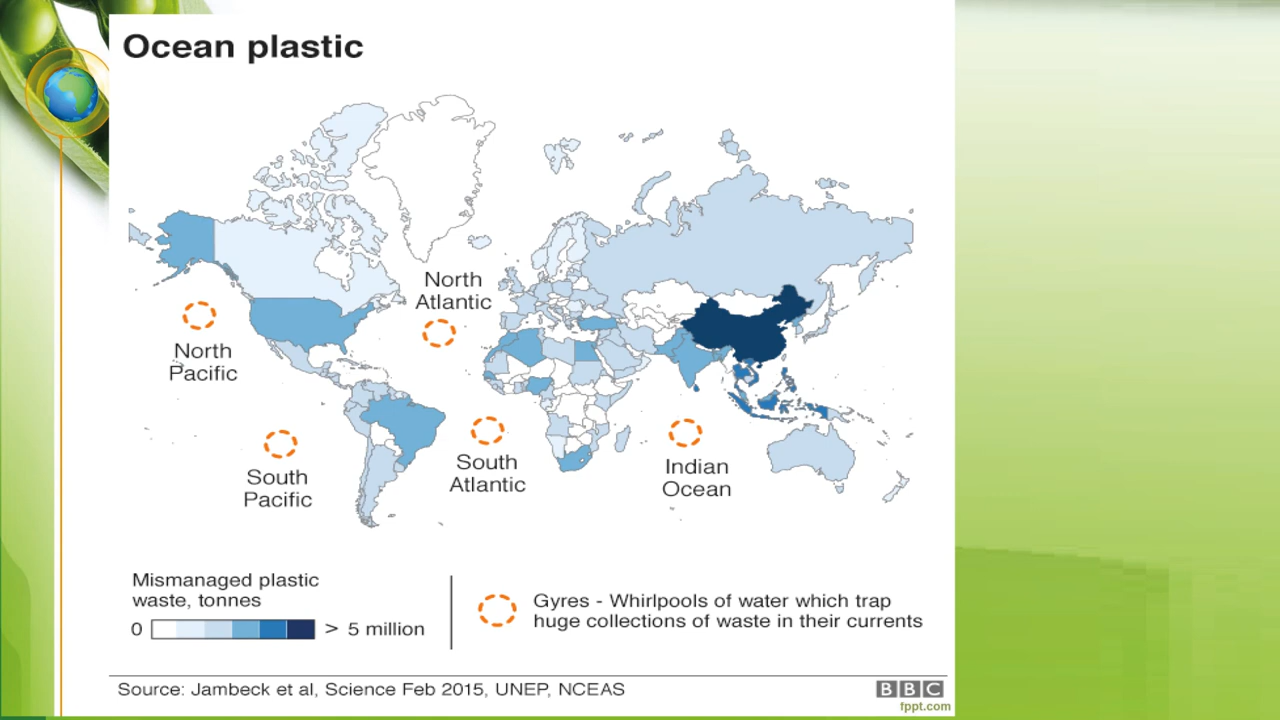 Ocean plastic
North
Atlantic
North
Pacific
South
Pacific
South
Atlantic
Indian
Ocean
Mismanaged plastic
waste, tonnes
0 > 5 million
Gyres - Whirlpools of water which trap
huge collections of waste in their currents
Source: Jambeck et al, Science Feb 2015, UNEP, NCEAS
BBC
fppt.com